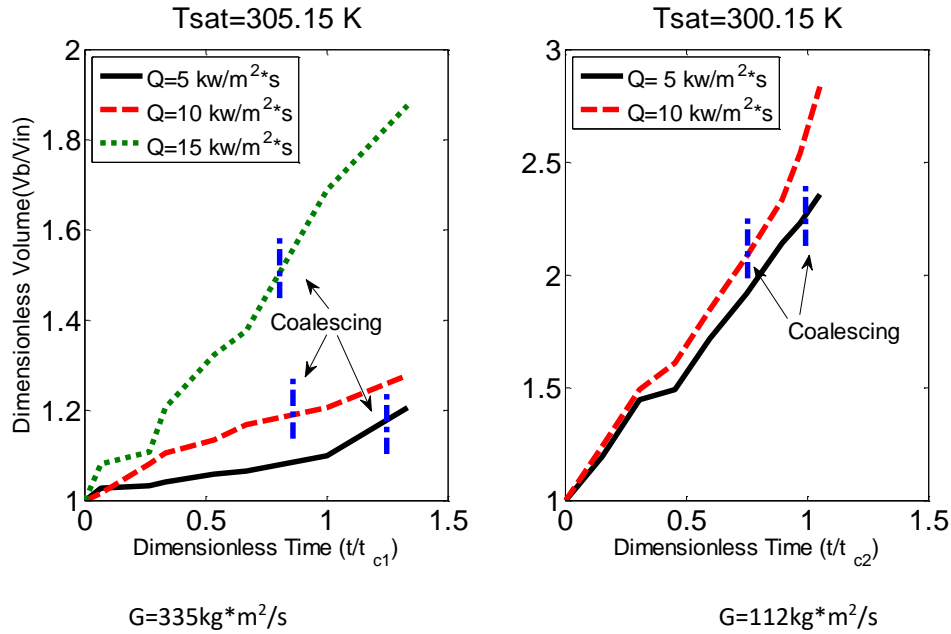 Tsat=305.15 K
Q=5 kw/m²*s
Q=10 kw/m²*s
Q=15 kw/m²*s
Dimensionless Volume(Vb/Vin)
2
1.8
1.6
1.4
1.2
1
Coalescing
0
0.5
1
1.5
Dimensionless Time (t/t c1)
G=335kg*m²/s
Tsat=300.15 K
Q= 5 kw/m²*s
Q=10 kw/m²*s
3
2.5
2
1.5
1
Coalescing
0
0.5
1
1.5
Dimensionless Time (t/t c2)
G=112kg*m²/s